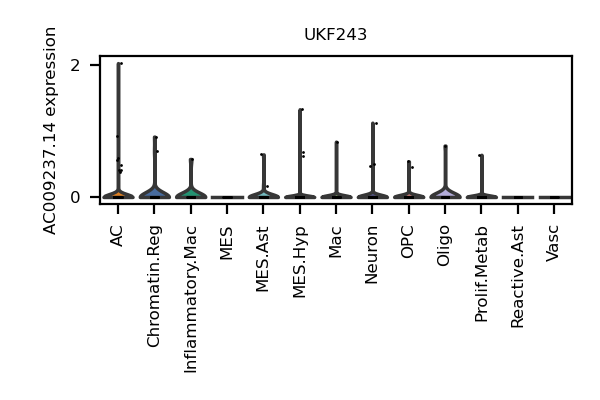 UKF243
AC009237.14 expression
2
0
AC
Chromatin.Reg
Inflammatory.Mac
MES
MES.Ast
MES.Hyp
Mac
Neuron
OPC
Oligo
Prolif.Metab
Reactive.Ast
Vasc